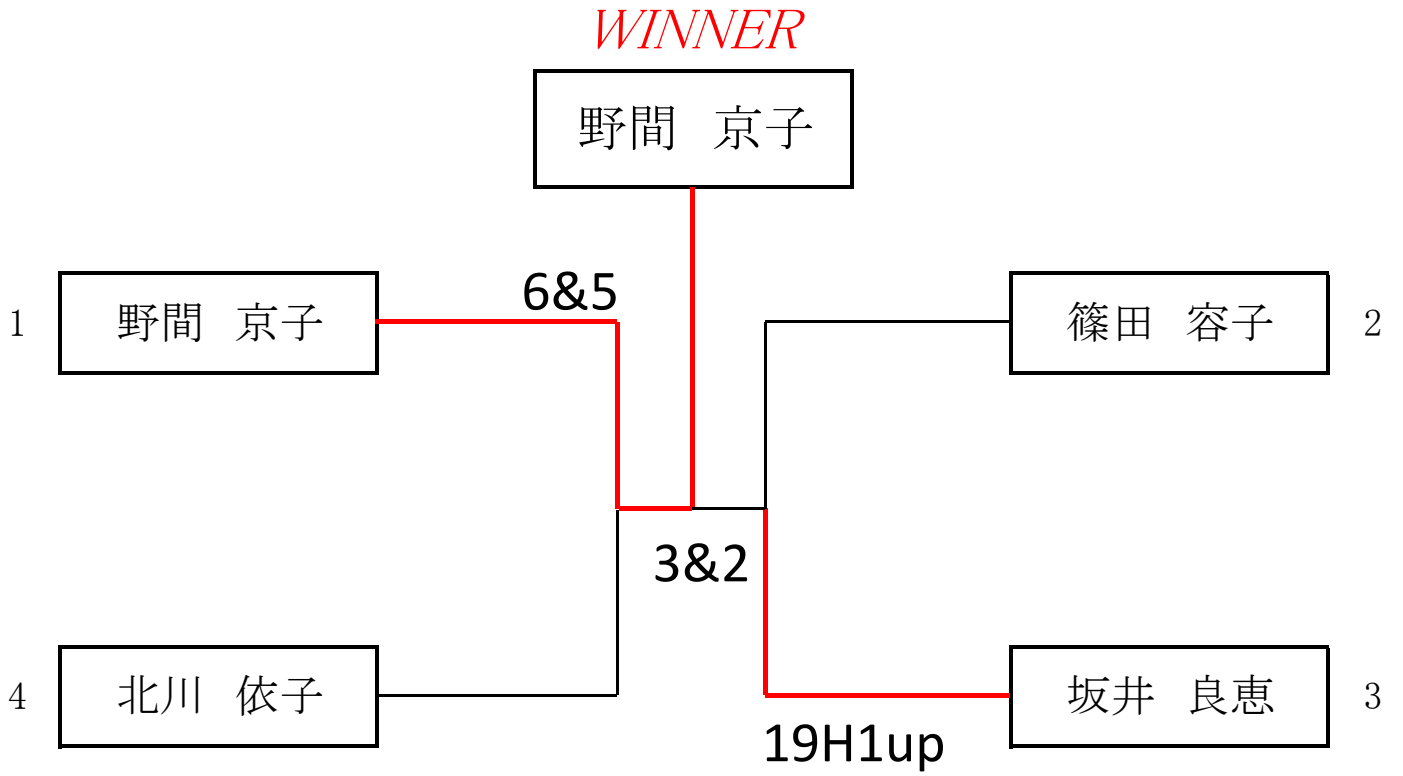 WINNER
野間　京子
6&5
1 野間　京子
篠田　容子 2
3&2
4 北川　依子
坂井　良恵 3
19H1up